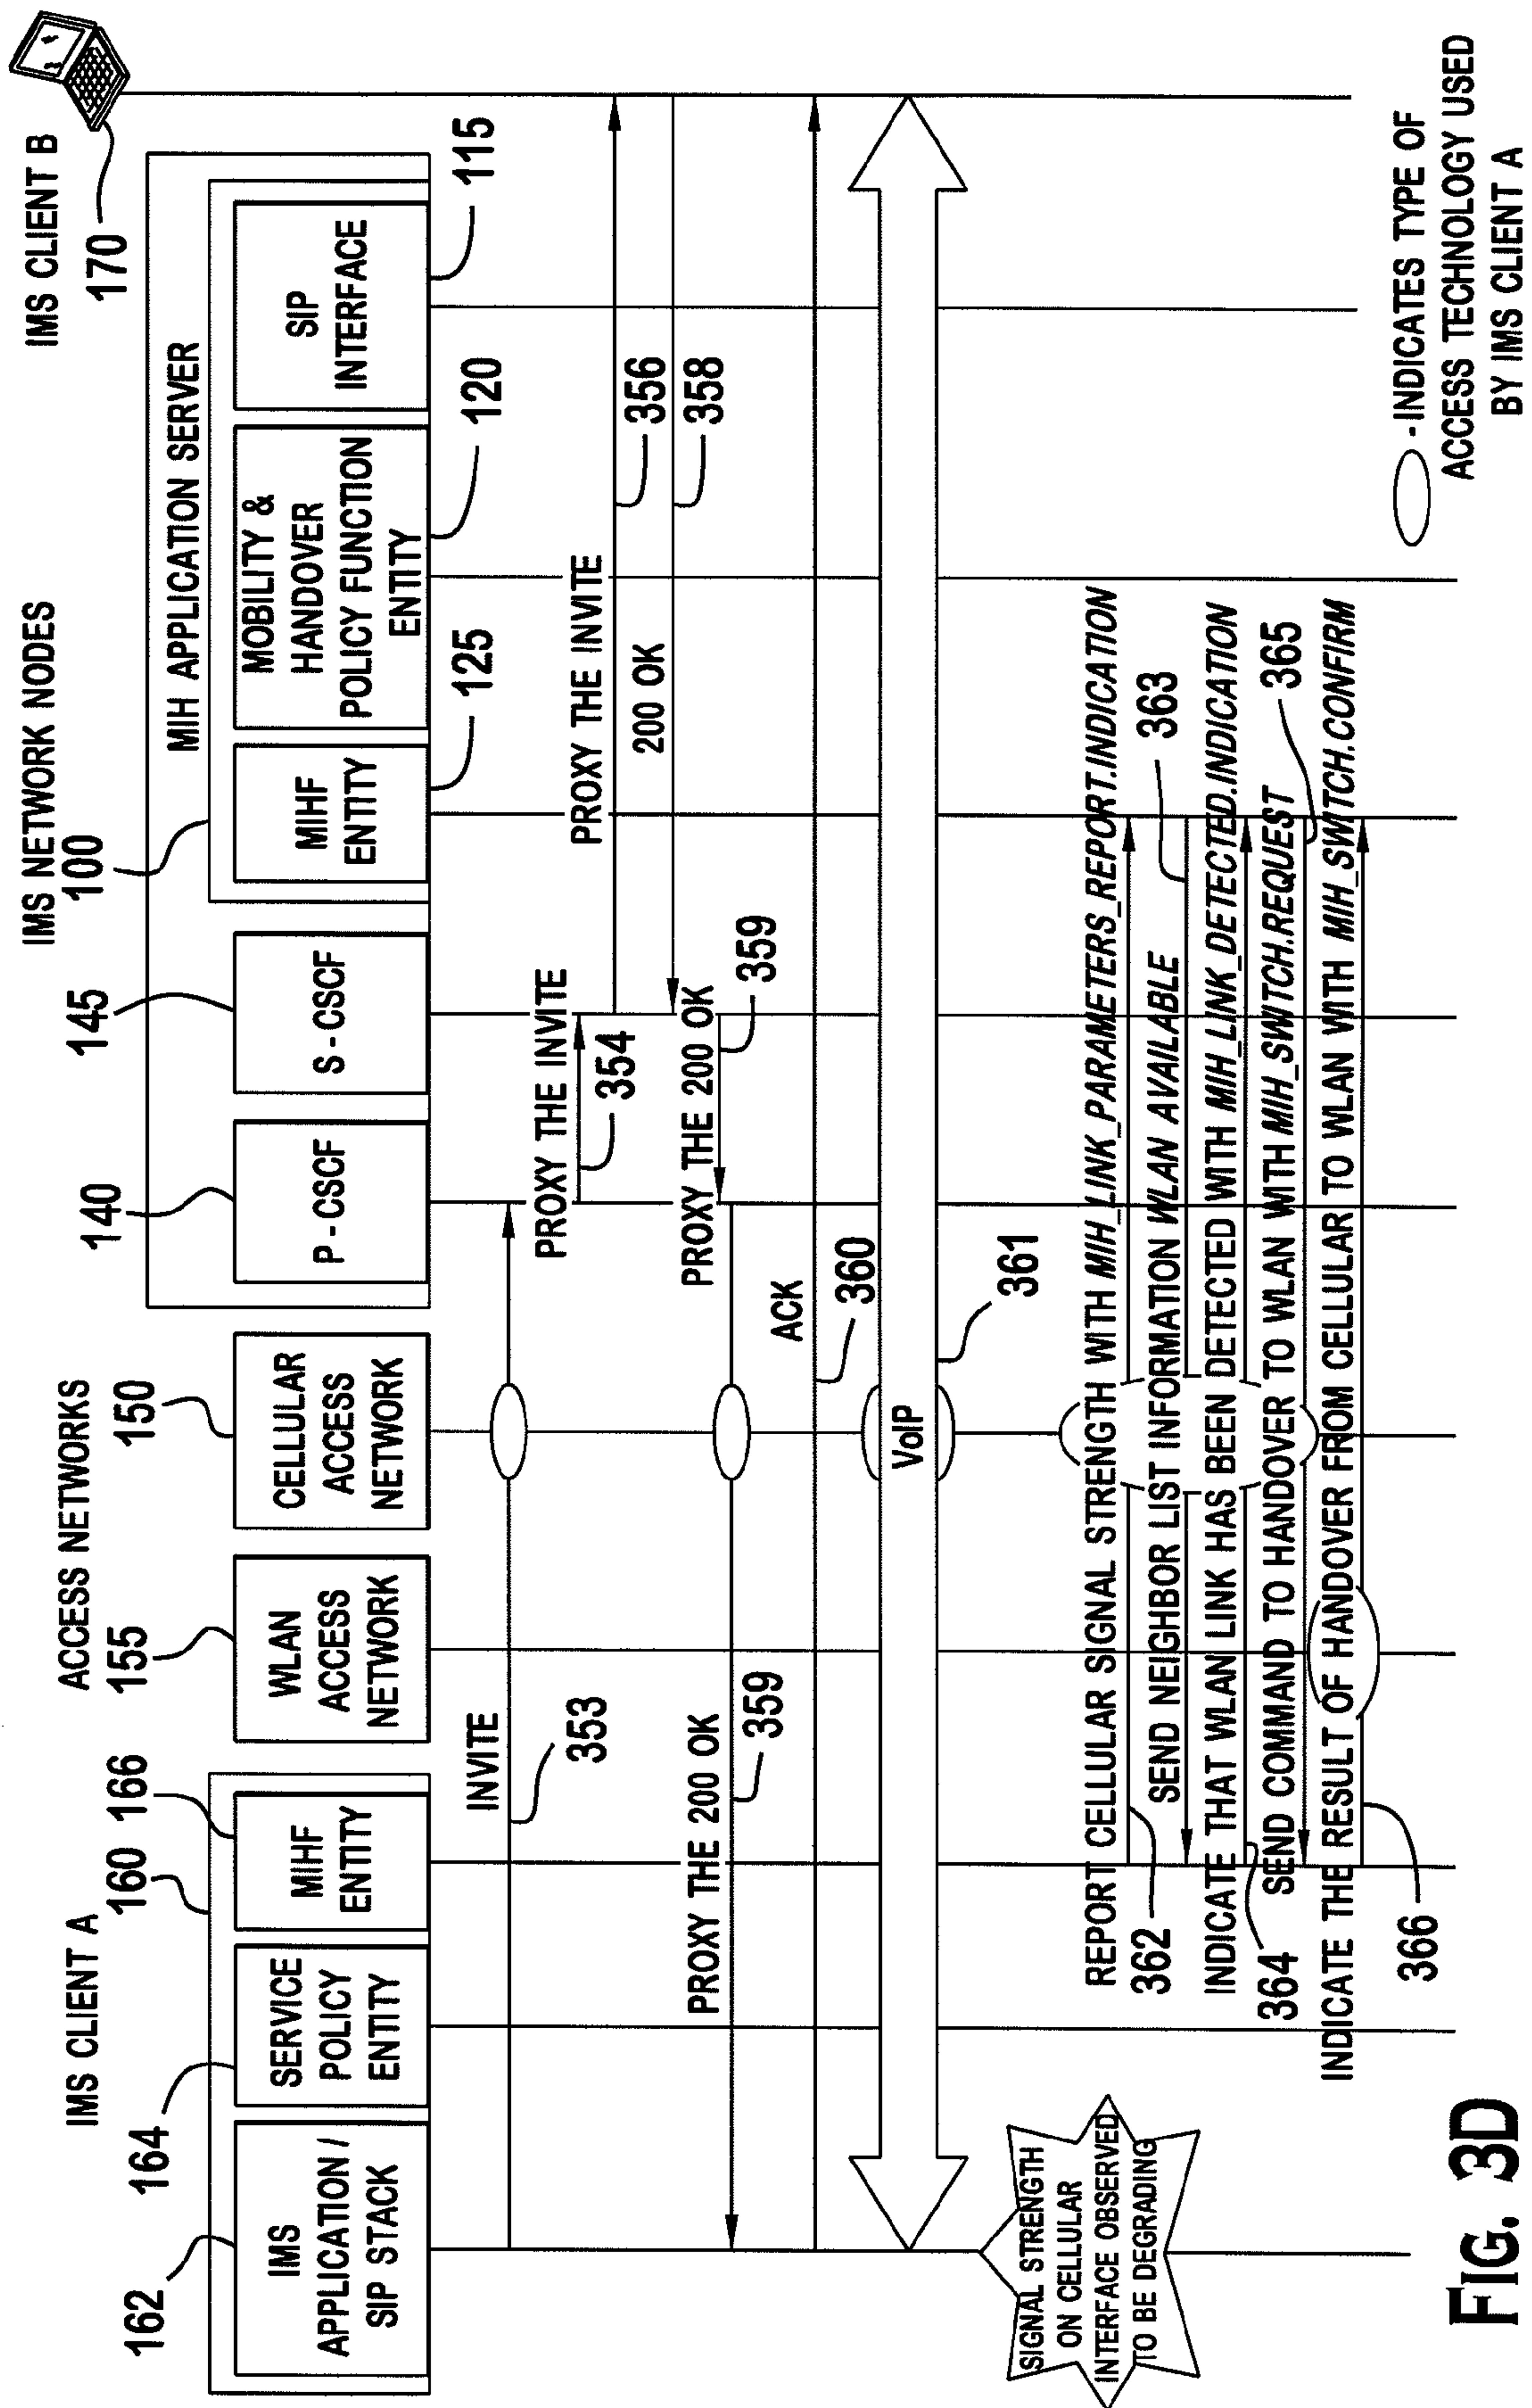 IMS CLIENT A
ACCESS NETWORKS
IMS NETWORK NODES
IMS CLIENT B
160
166
155
150
140
145
100
170
162
164
MIH APPLICATION SERVER
IMS
APPLICATION /
SIP STACK
SERVICE
POLICY
ENTITY
MIHF
ENTITY
WLAN
ACCESS
NETWORK
CELLULAR
ACCESS
NETWORK
P-CSCF
S-CSCF
MIHF
ENTITY
MOBILITY &
HANDOVER
POLICY FUNCTION
ENTITY
SIP
INTERFACE
125
120
115
INVITE
353
PROXY THE INVITE
354
PROXY THE INVITE
356
200 OK
358
PROXY THE 200 OK
359
PROXY THE 200 OK
359
ACK
360
VoIP
361
SIGNAL STRENGTH
ON CELLULAR
INTERFACE OBSERVED
TO BE DEGRADING
REPORT CELLULAR SIGNAL STRENGTH WITH MIH_LINK_PARAMETERS_REPORT.INDICATION
362
SEND NEIGHBOR LIST INFORMATION WLAN AVAILABLE
363
INDICATE THAT WLAN LINK HAS BEEN DETECTED WITH MIH_LINK_DETECTED.INDICATION
364
SEND COMMAND TO HANDOVER TO WLAN WITH MIH_SWITCH.REQUEST
365
INDICATE THE RESULT OF HANDOVER FROM CELLULAR TO WLAN WITH MIH_SWITCH.CONFIRM
366
- INDICATES TYPE OF
ACCESS TECHNOLOGY USED
BY IMS CLIENT A
FIG. 3D